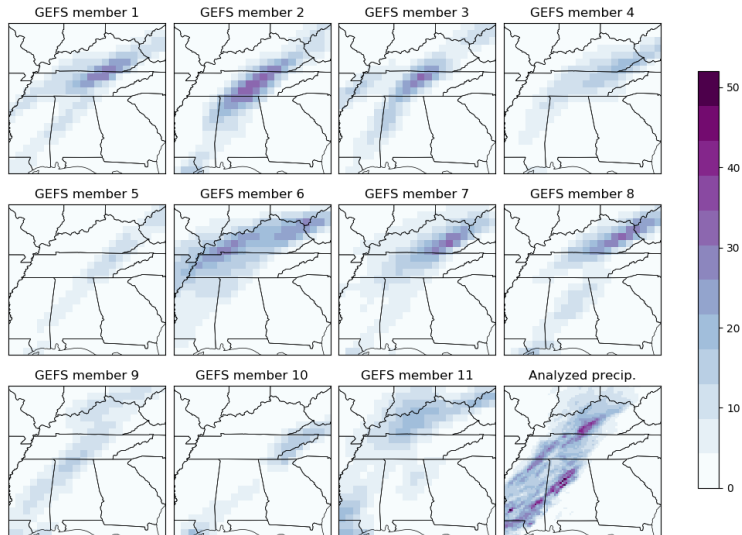 GEFS member 1
GEFS member 2
GEFS member 3
GEFS member 4
GEFS member 5
GEFS member 6
GEFS member 7
GEFS member 8
GEFS member 9
GEFS member 10
GEFS member 11
Analyzed precip.
50
40
30
20
10
0